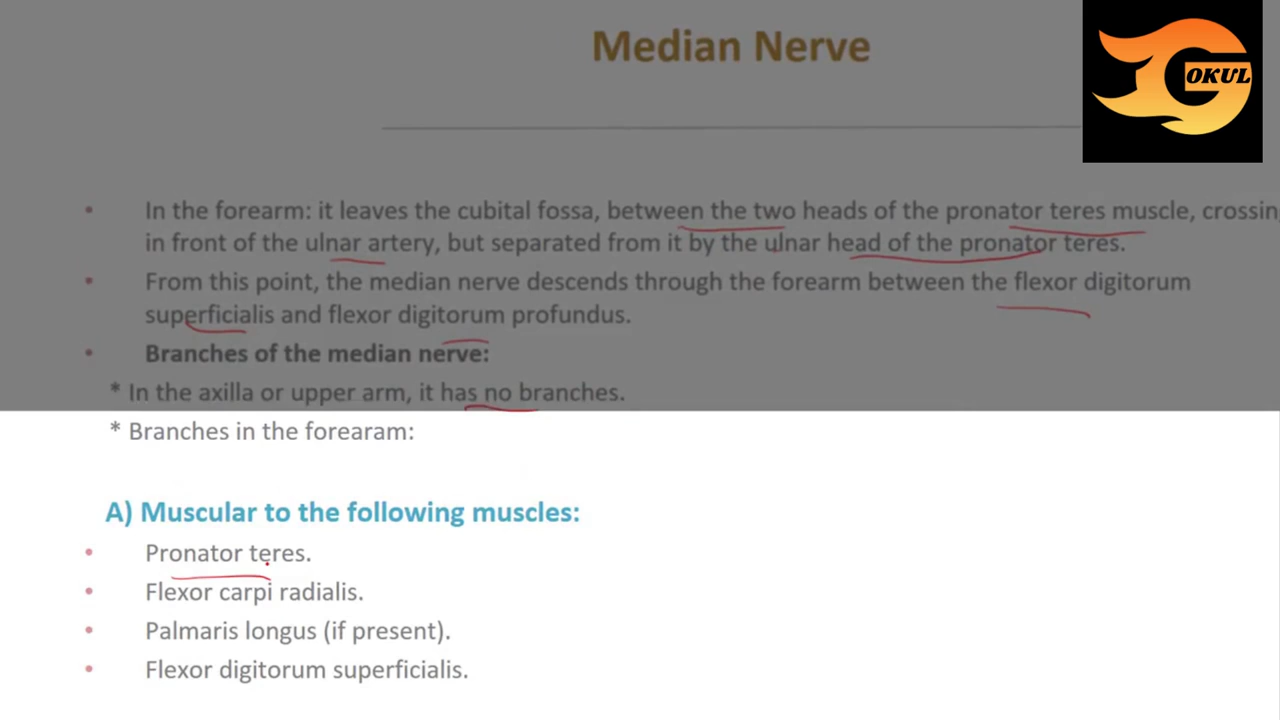 Median Nerve
OKUL
• In the forearm: it leaves the cubital fossa, between the two heads of the pronator teres muscle, crossin
in front of the ulnar artery, but separated from it by the ulnar head of the pronator teres.
• From this point, the median nerve descends through the forearm between the flexor digitorum
superficialis and flexor digitorum profundus.
• Branches of the median nerve:
* In the axilla or upper arm, it has no branches.
* Branches in the forearam:
A) Muscular to the following muscles:
• Pronator teres.
• Flexor carpi radialis.
• Palmaris longus (if present).
• Flexor digitorum superficialis.